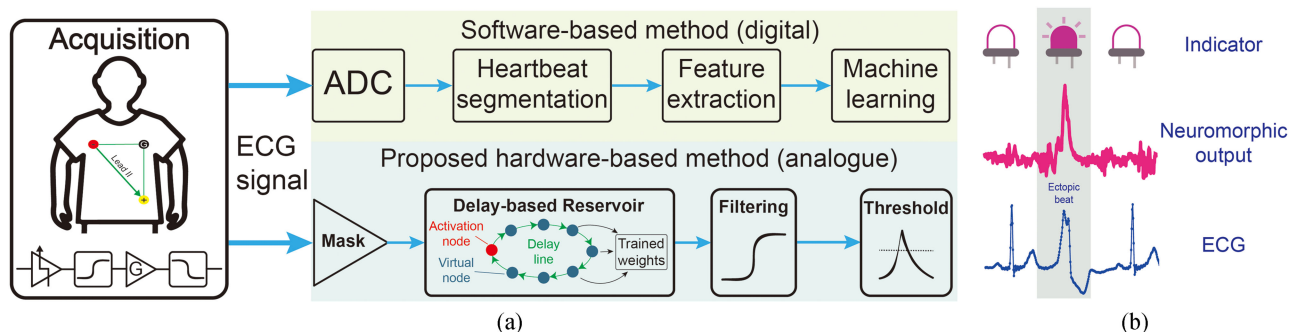 Acquisition
G
Lead II
+
G
ECG
signal
Software-based method (digital)
ADC
Heartbeat
segmentation
Feature
extraction
Machine
learning
Proposed hardware-based method (analogue)
Mask
Delay-based Reservoir
Activation
node
Delay
line
Virtual
node
Trained
weights
Filtering
Threshold
(a)
Indicator
Neuromorphic
output
Ectopic
beat
ECG
(b)